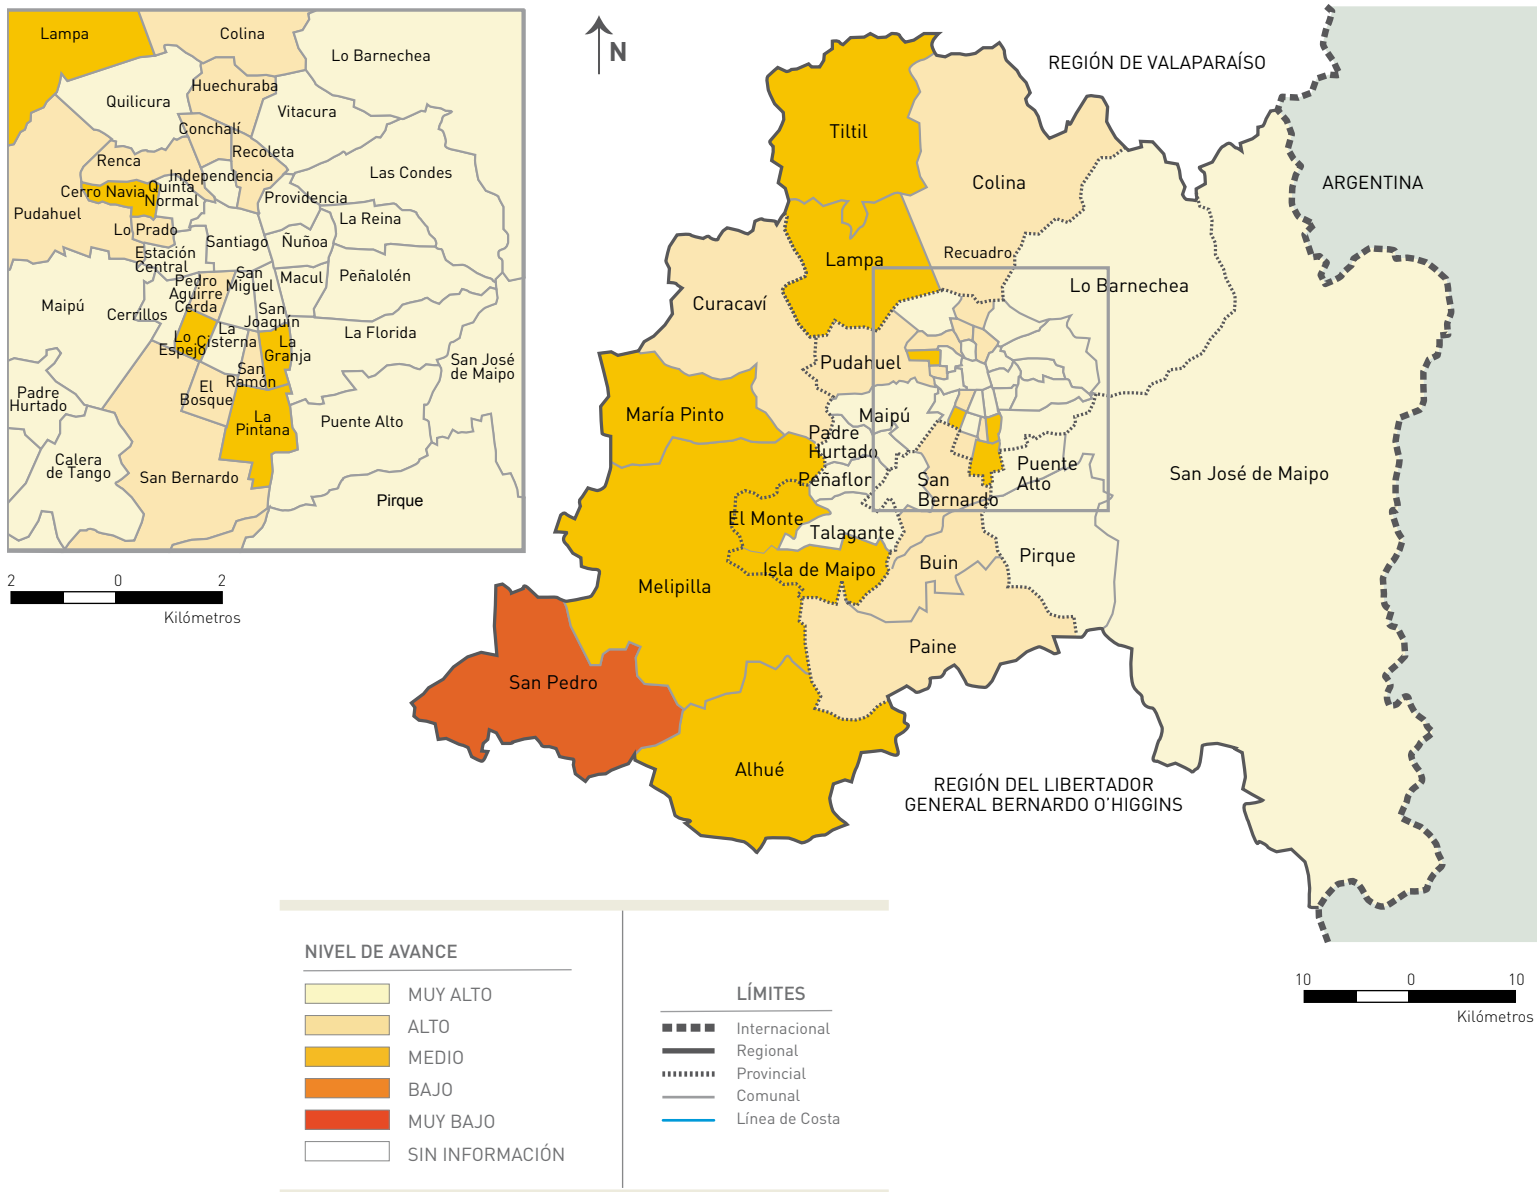 Lampa
Colina
Lo Barnechea
Huechuraba
Quilicura
Vitacura
Conchalí
Recoleta
Renca
Independencia
Las Condes
Cerro Navia
Quinta
Normal
Providencia
Pudahuel
La Reina
Lo Prado
Santiago
Ñuñoa
Estación
Central
San
Miguel
Macul
Peñalolén
Pedro
Aguirre
Cerda
Maipú
Cerrillos
San
Joaquín
La Florida
Lo
Espejo
La
Cisterna
La
Granja
San José
de Maipo
San
Ramón
El
Bosque
Padre
Hurtado
La
Pintana
Puente Alto
Calera
de Tango
San Bernardo
Pirque
2 0 2
Kilómetros
N
REGIÓN DE VALAPARAÍSO
Tiltil
Colina
ARGENTINA
Recuadro
Lampa
Lo Barnechea
Curacaví
Pudahuel
María Pinto
Maipú
Padre
Hurtado
Peñaflor
San
Bernardo
Puente
Alto
San José de Maipo
El Monte
Talagante
Isla de Maipo
Buin
Pirque
Melipilla
Paine
San Pedro
Alhué
REGIÓN DEL LIBERTADOR
GENERAL BERNARDO O'HIGGINS
10 0 10
Kilómetros
NIVEL DE AVANCE
MUY ALTO
ALTO
MEDIO
BAJO
MUY BAJO
SIN INFORMACIÓN
LÍMITES
Internacional
Regional
Provincial
Comunal
Línea de Costa